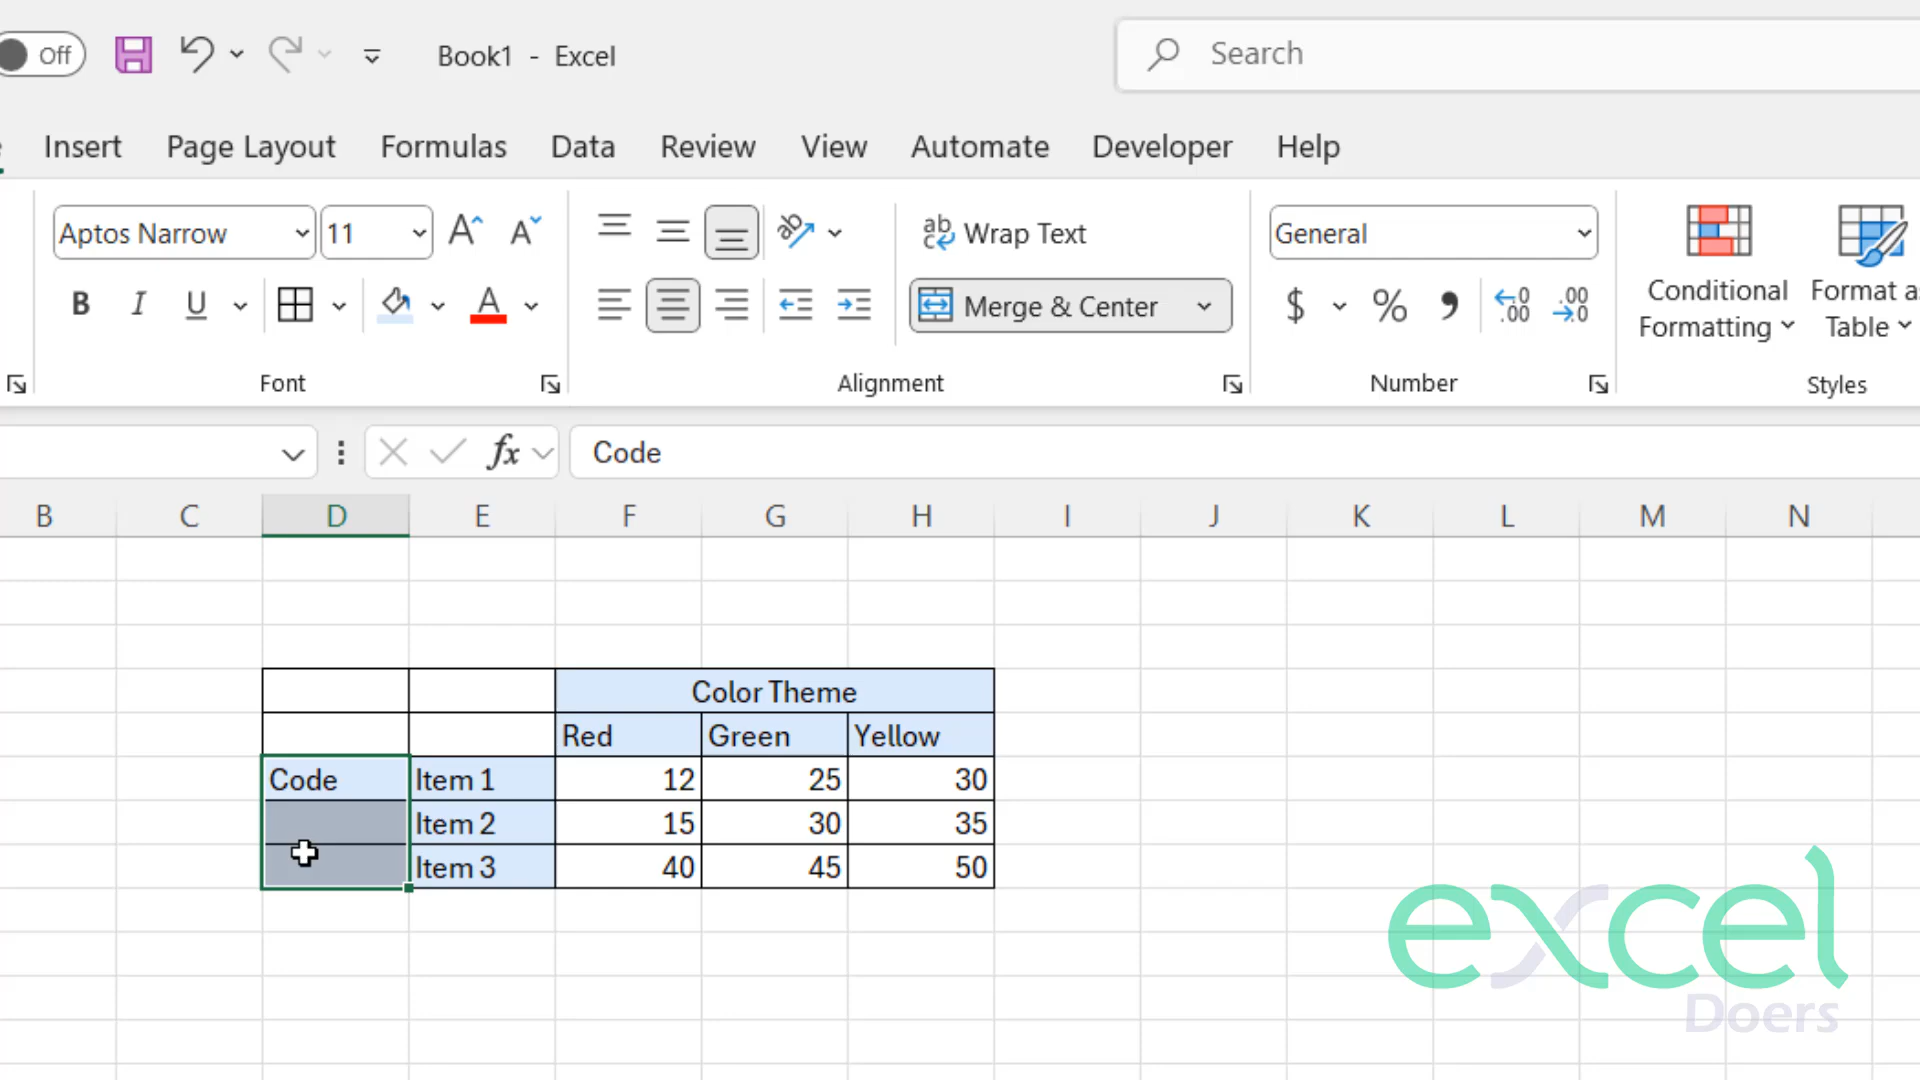 Off Book1 - Excel Search
Insert Page Layout Formulas Data Review View Automate Developer Help
Aptos Narrow 11 Wrap Text General
B I U A Merge & Center $ % Conditional Formatting Format as Table
Font Alignment Number Styles
fx Code
B C D E F G H I J K L M N
Color Theme
Red Green Yellow
Code Item 1 12 25 30
Item 2 15 30 35
Item 3 40 45 50
excel
Doers